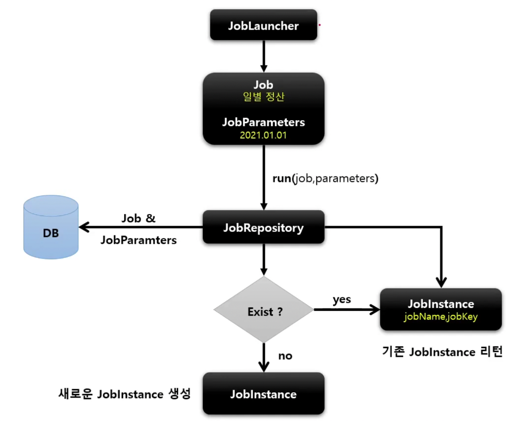 JobLauncher
Job
일별 정산
JobParameters
2021.01.01
run(job,parameters)
Job &
JobParamters
DB
JobRepository
Exist ?
yes
JobInstance
jobName,jobKey
기존 JobInstance 리턴
no
새로운 JobInstance 생성
JobInstance